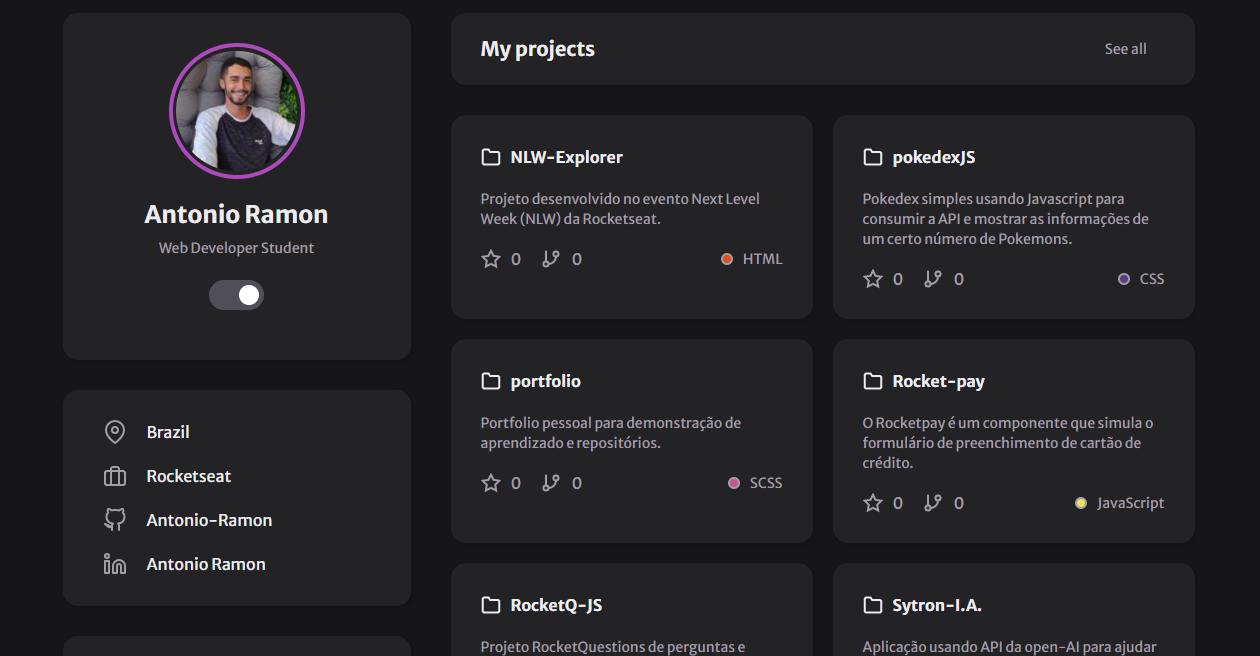 Antonio Ramon
Web Developer Student
Brazil
Rocketseat
Antonio-Ramon
Antonio Ramon
My projects
See all
NLW-Explorer
Projeto desenvolvido no evento Next Level
Week (NLW) da Rocketseat.
0 0 HTML
pokedexJS
Pokedex simples usando Javascript para
consumir a API e mostrar as informações de
um certo número de Pokemons.
0 0 CSS
portfolio
Portfolio pessoal para demonstração de
aprendizado e repositórios.
0 0 SCSS
Rocket-pay
O Rocketpay é um componente que simula o
formulário de preenchimento de cartão de
crédito.
0 0 JavaScript
RocketQ-JS
Projeto RocketQuestions de perguntas e
Sytron-I.A.
Aplicação usando API da open-AI para ajudar